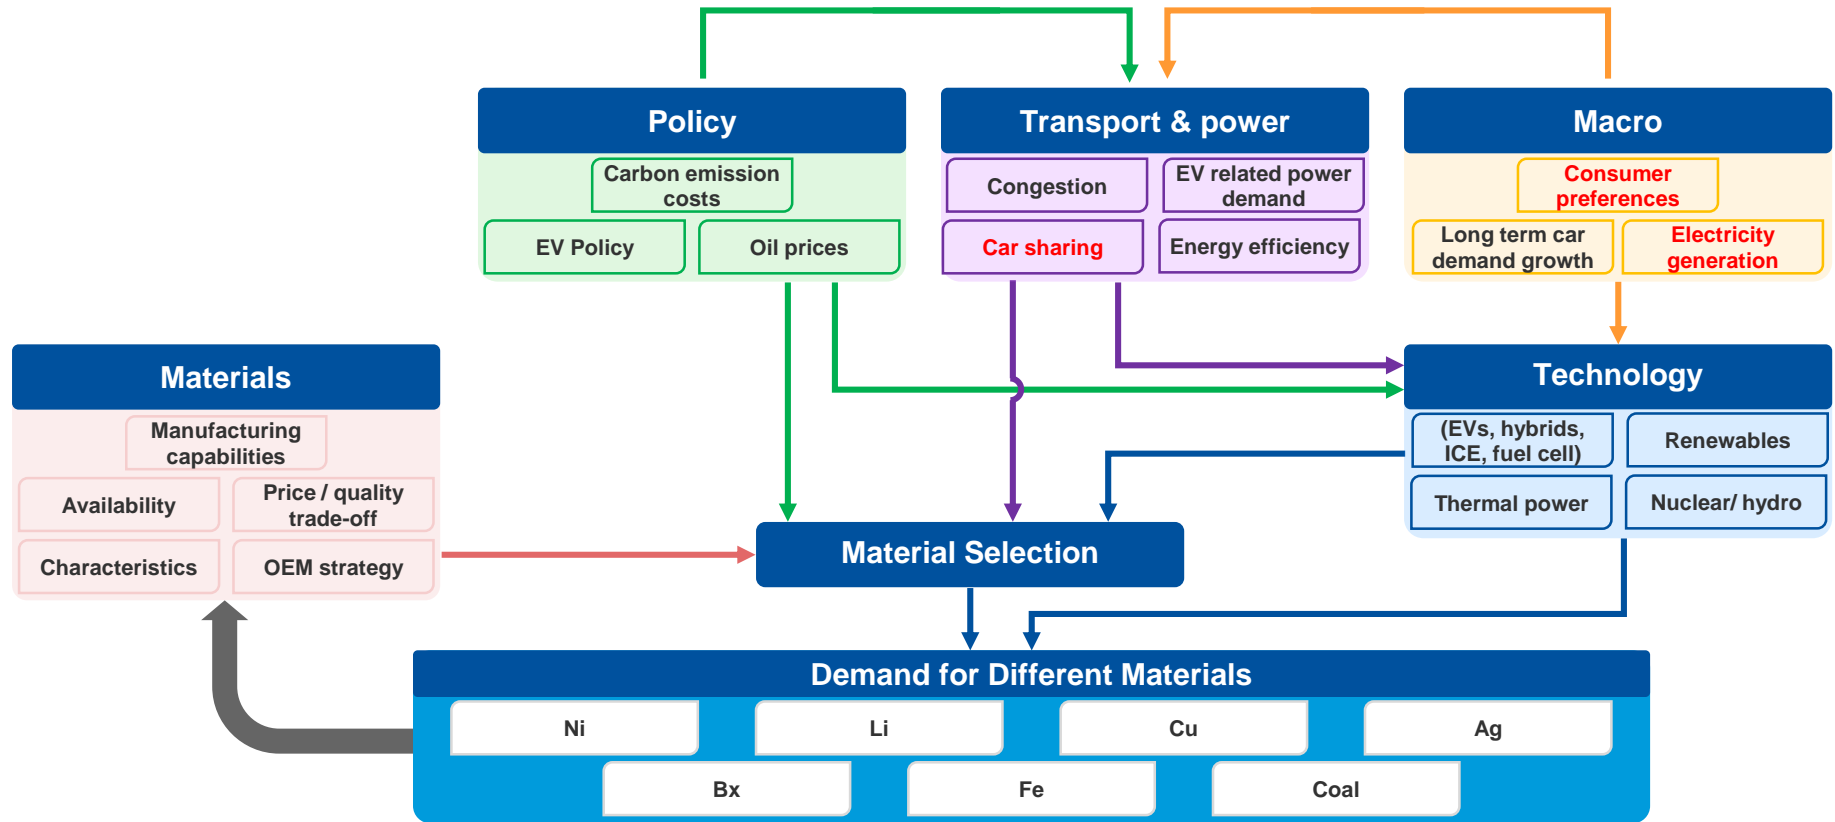 Policy
Transport & power
Macro
Carbon emission
costs
EV Policy
Oil prices
Congestion
EV related power
demand
Car sharing
Energy efficiency
Consumer
preferences
Long term car
demand growth
Electricity
generation
Materials
Manufacturing
capabilities
Availability
Price / quality
trade-off
Characteristics
OEM strategy
Technology
(EVs, hybrids,
ICE, fuel cell)
Renewables
Thermal power
Nuclear/ hydro
Material Selection
Demand for Different Materials
Ni
Li
Cu
Ag
Bx
Fe
Coal